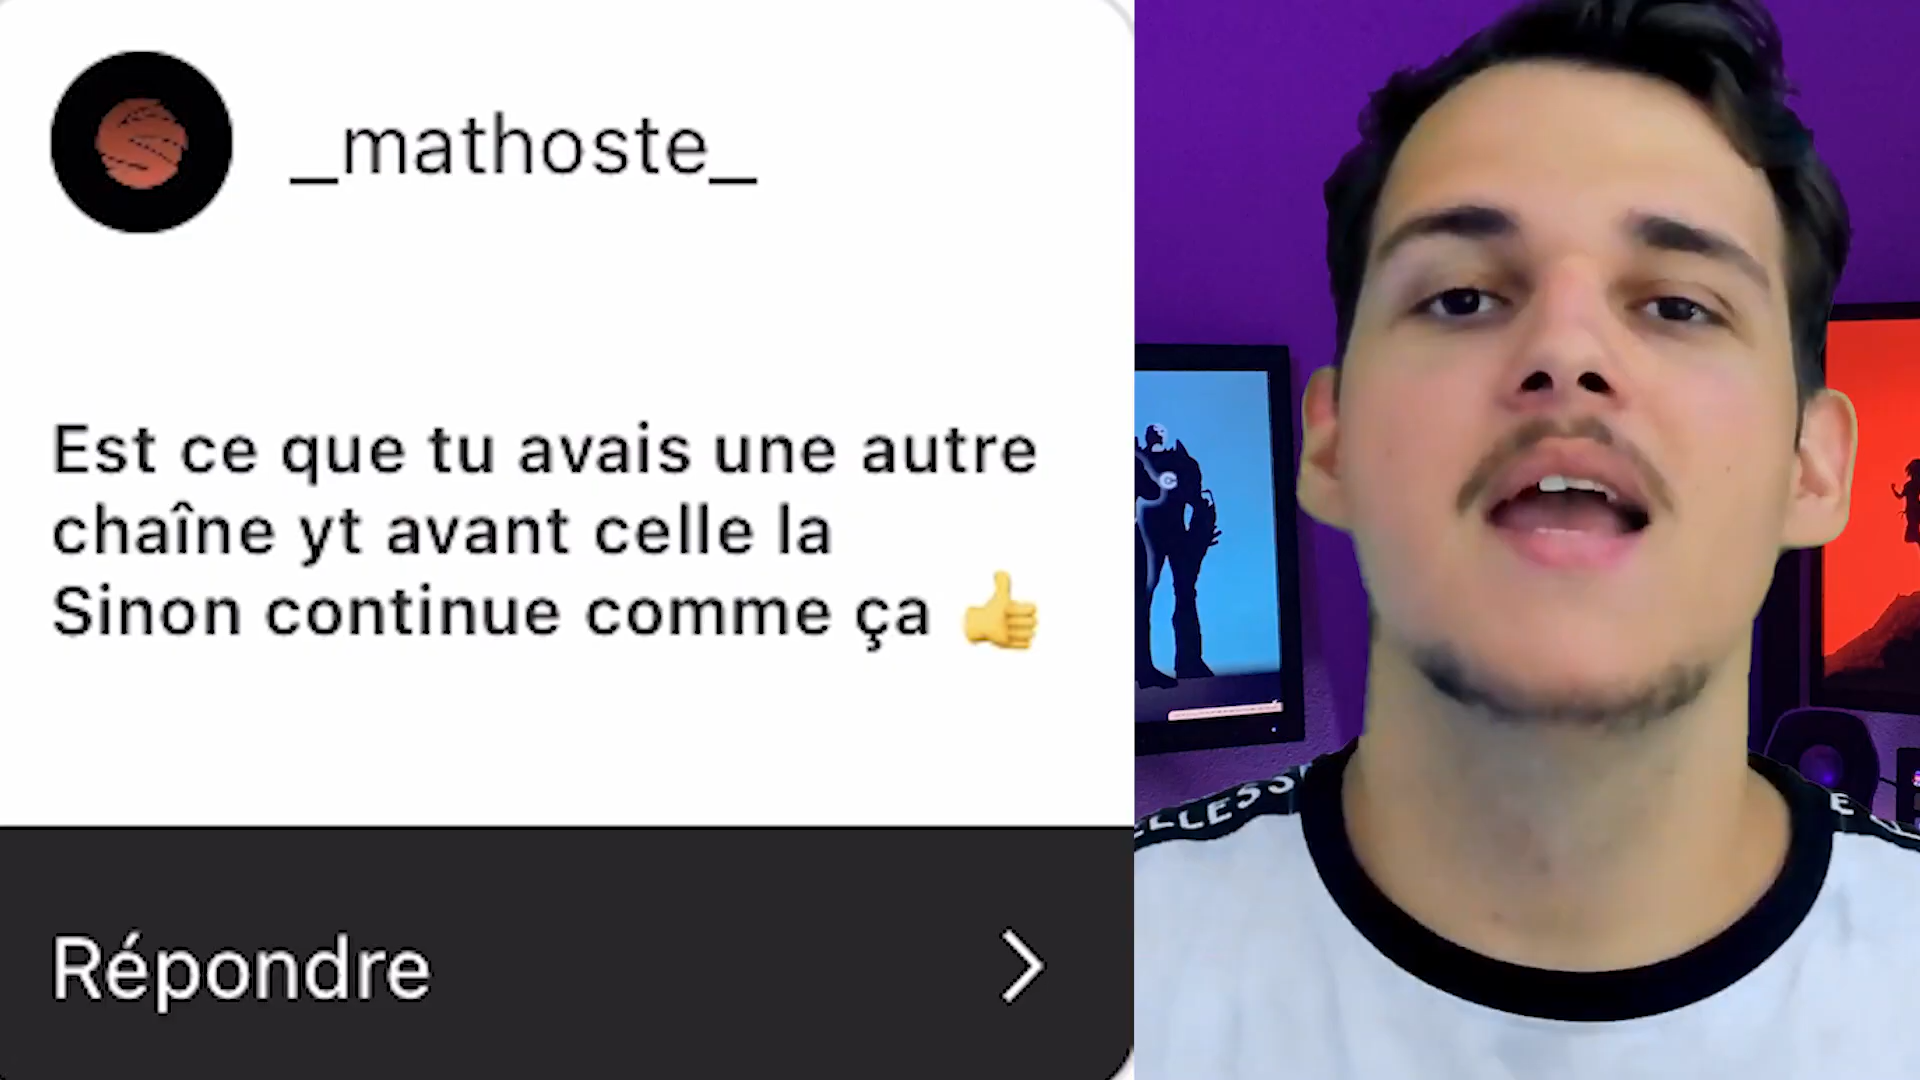 _mathoste_
Est ce que tu avais une autre
chaîne yt avant celle la
Sinon continue comme ça 👍
Répondre